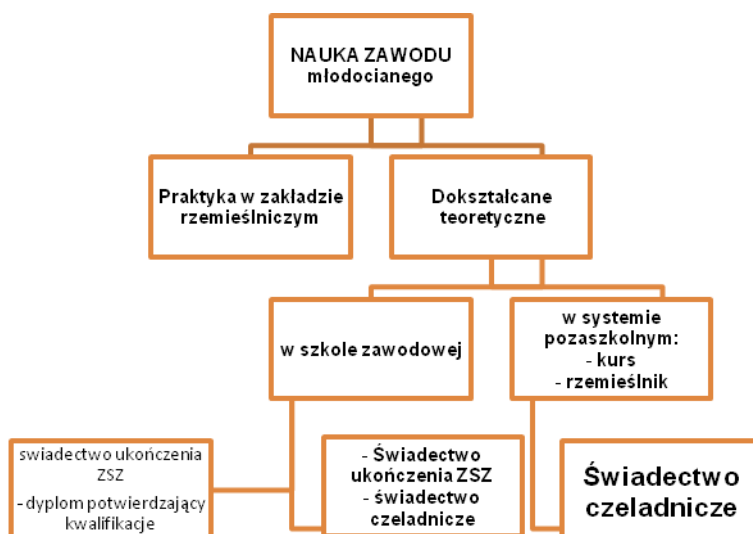 NAUKA ZAWODU
młodocianego
Praktyka w zakładzie
rzemieślniczym
Dokształcane
teoretyczne
w szkole zawodowej
w systemie
pozaszkolnym:
- kurs
- rzemieślnik
swiadectwo ukończenia
ZSZ
- dyplom potwierdzający
kwalifikacje
- Świadectwo
ukończenia ZSZ
- świadectwo
czeladnicze
Świadectwo
czeladnicze